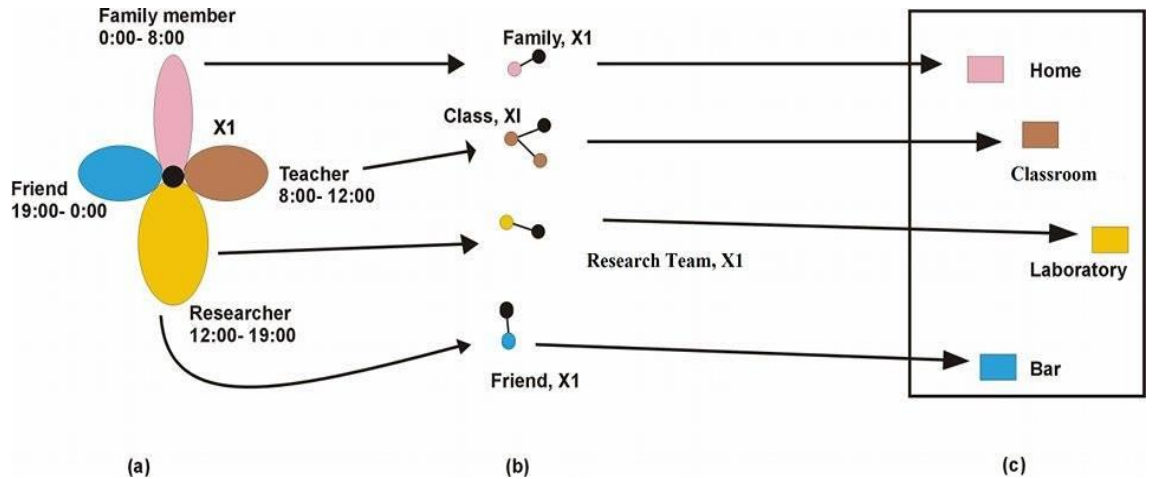 Family member
0:00- 8:00
X1
Friend
19:00- 0:00
Teacher
8:00- 12:00
Researcher
12:00- 19:00
(a)
Family, X1
Class, XI
Research Team, X1
Friend, X1
(b)
Home
Classroom
Laboratory
Bar
(c)